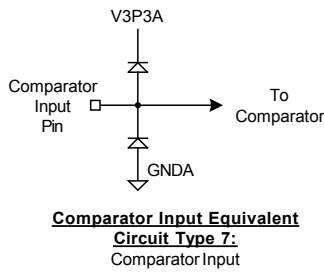 V3P3A
Comparator
Input
Pin
To
Comparator
GNDA
Comparator Input Equivalent
Circuit Type 7:
Comparator Input